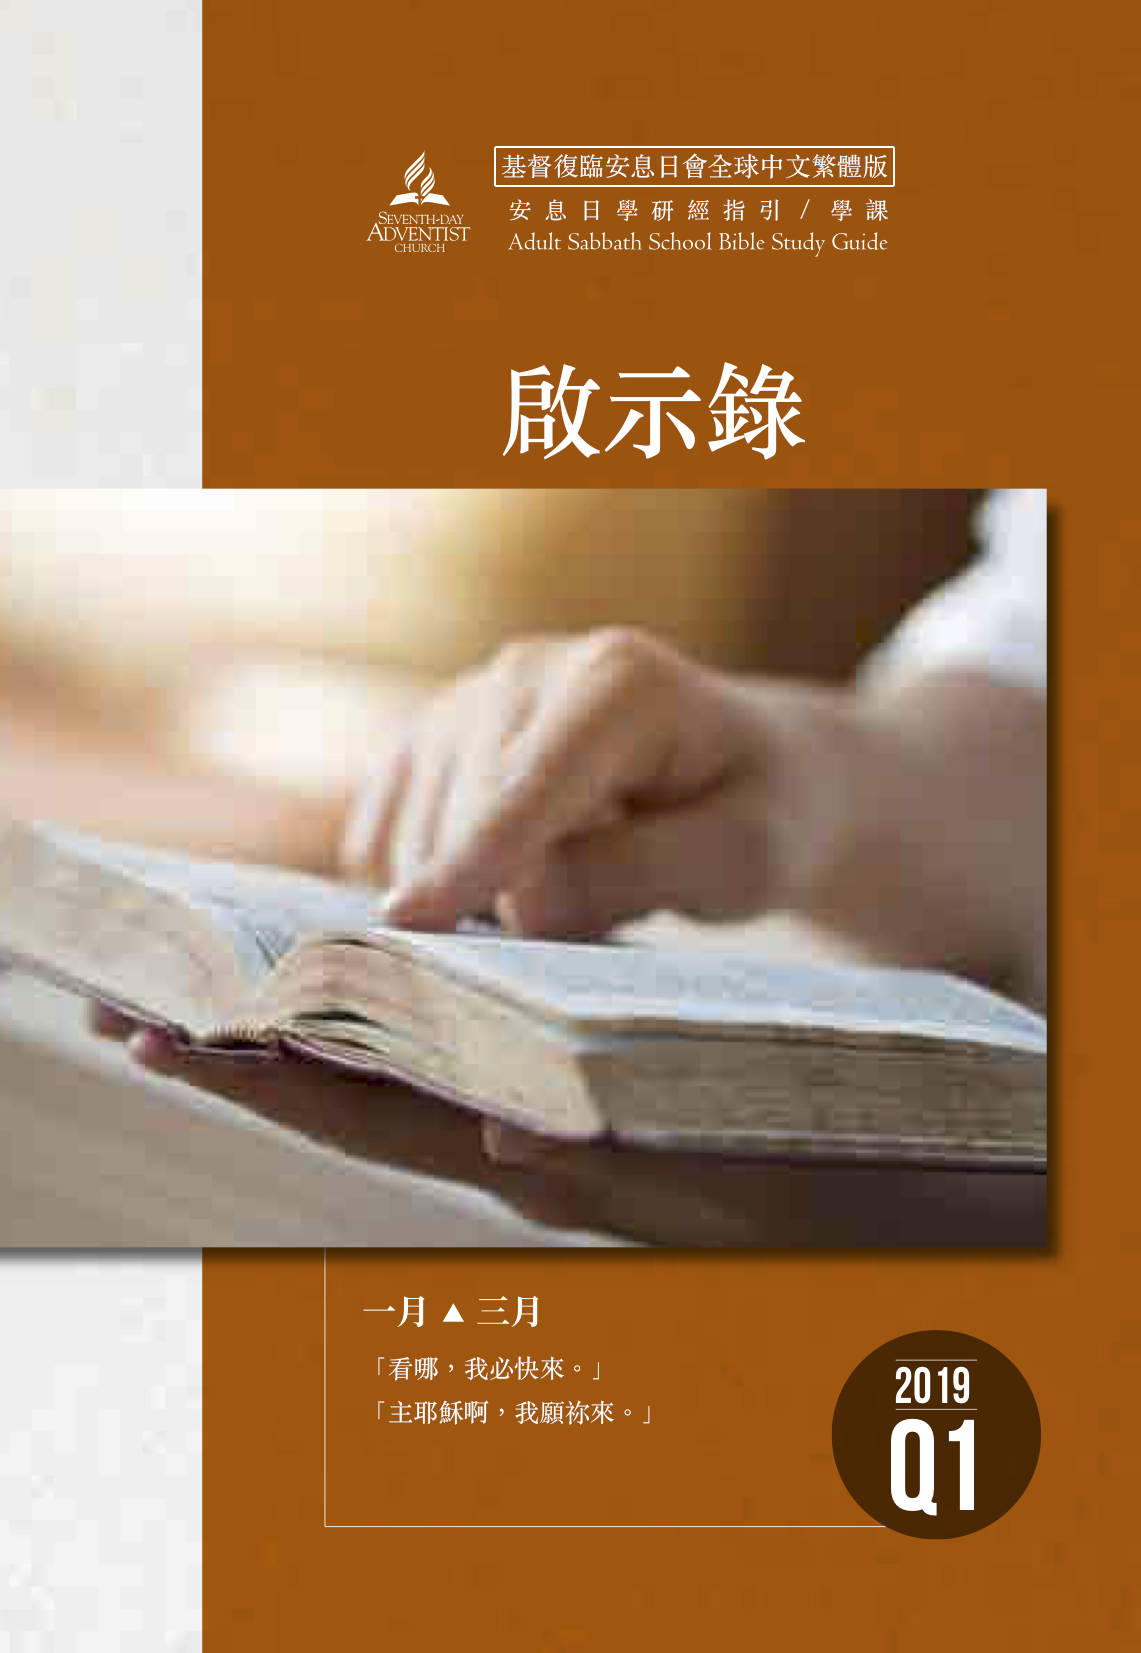 基督復臨安息日會全球中文繁體版
安息日學研經指引 / 學課
Adult Sabbath School Bible Study Guide
SEVENTH-DAY
ADVENTIST
CHURCH
啟示錄
一月 ▲ 三月
「看哪，我必快來。」
「主耶穌啊，我願祢來。」
2019
Q1